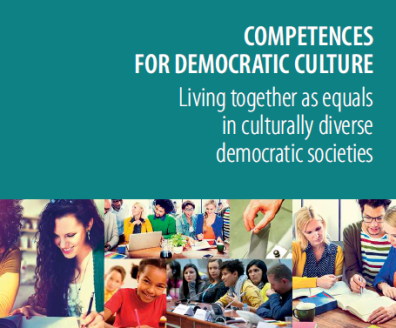 COMPETENCES
FOR DEMOCRATIC CULTURE
Living together as equals
in culturally diverse
democratic societies